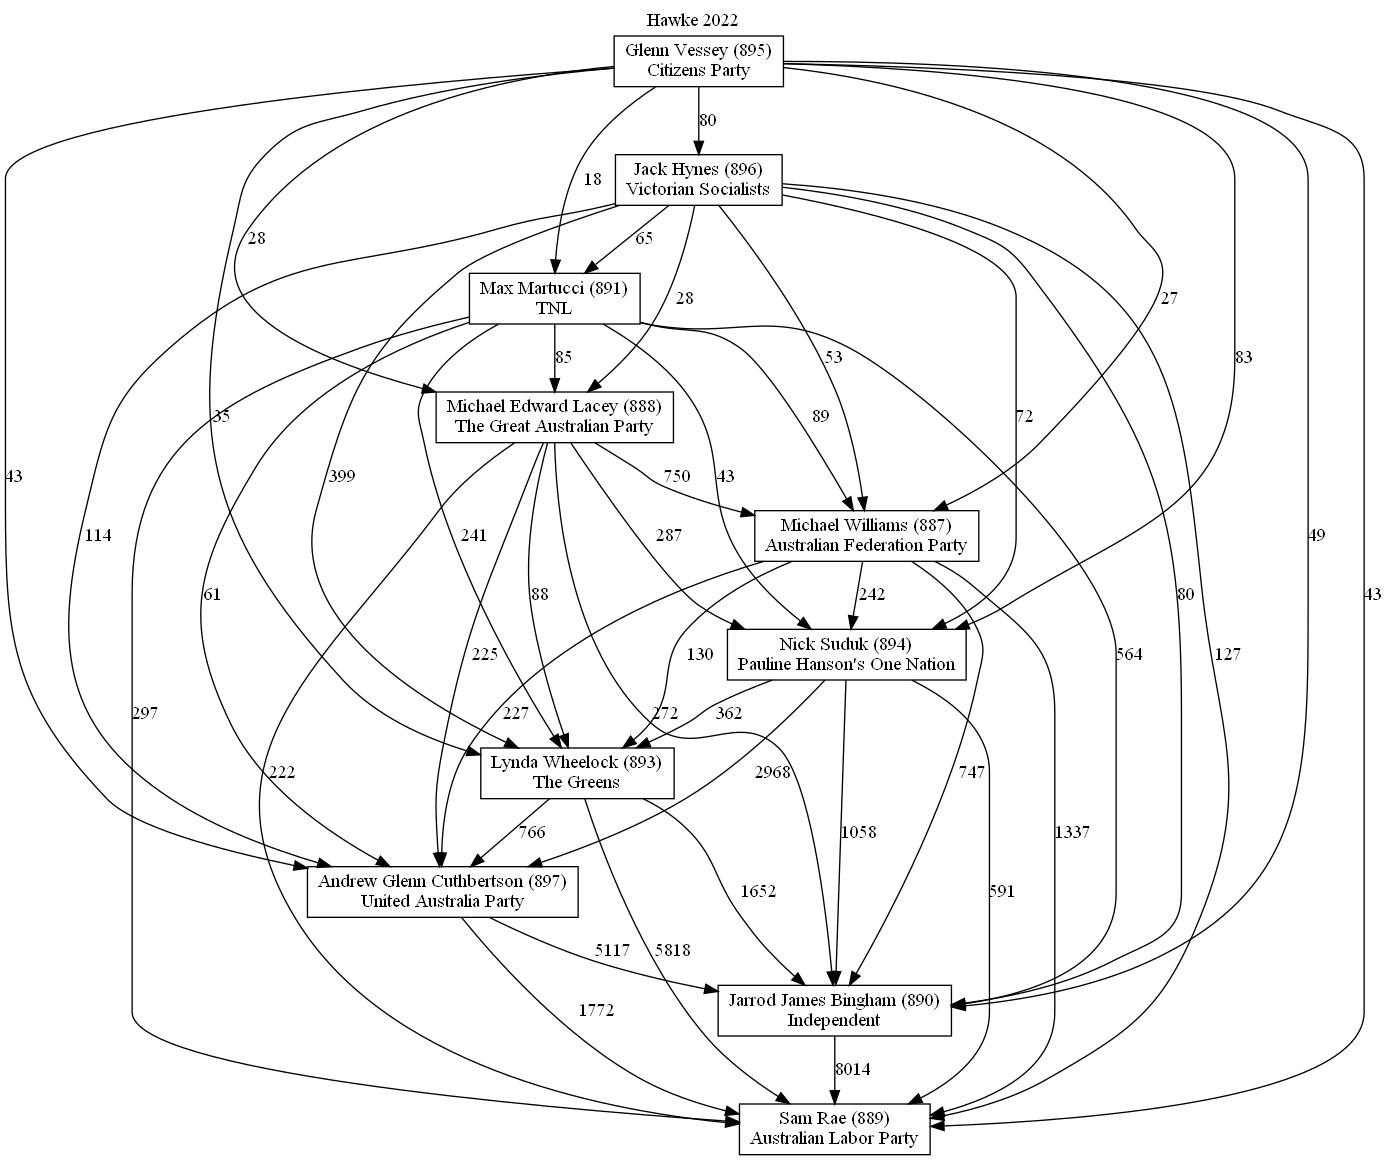 Hawke 2022
Glenn Vessey (895)
Citizens Party
80
Jack Hynes (896)
Victorian Socialists
18
28
65
28
27
Max Martucci (891)
TNL
85
53
83
Michael Edward Lacey (888)
The Great Australian Party
35
89
72
43
114
399
241
750
43
49
287
Michael Williams (887)
Australian Federation Party
61
88
242
80
43
Nick Suduk (894)
Pauline Hanson's One Nation
225
130
564
127
297
227
272
362
222
Lynda Wheelock (893)
The Greens
2968
747
766
1058
1337
Andrew Glenn Cuthbertson (897)
United Australia Party
1652
591
5117
5818
1772
Jarrod James Bingham (890)
Independent
8014
Sam Rae (889)
Australian Labor Party